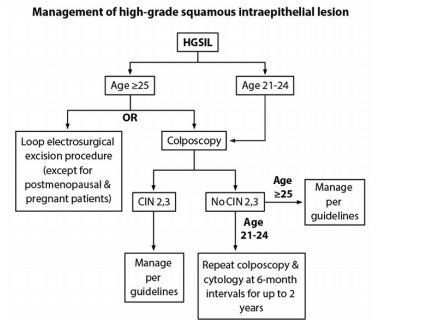 Management of high-grade squamous intraepithelial lesion
HGSIL
Age ≥25
Age 21-24
OR
Loop electrosurgical
excision procedure
(except for
postmenopausal &
pregnant patients)
Colposcopy
CIN 2,3
No CIN 2,3
Age
≥25
Manage
per
guidelines
Age
21-24
Manage
per
guidelines
Repeat colposcopy &
cytology at 6-month
intervals for up to 2
years